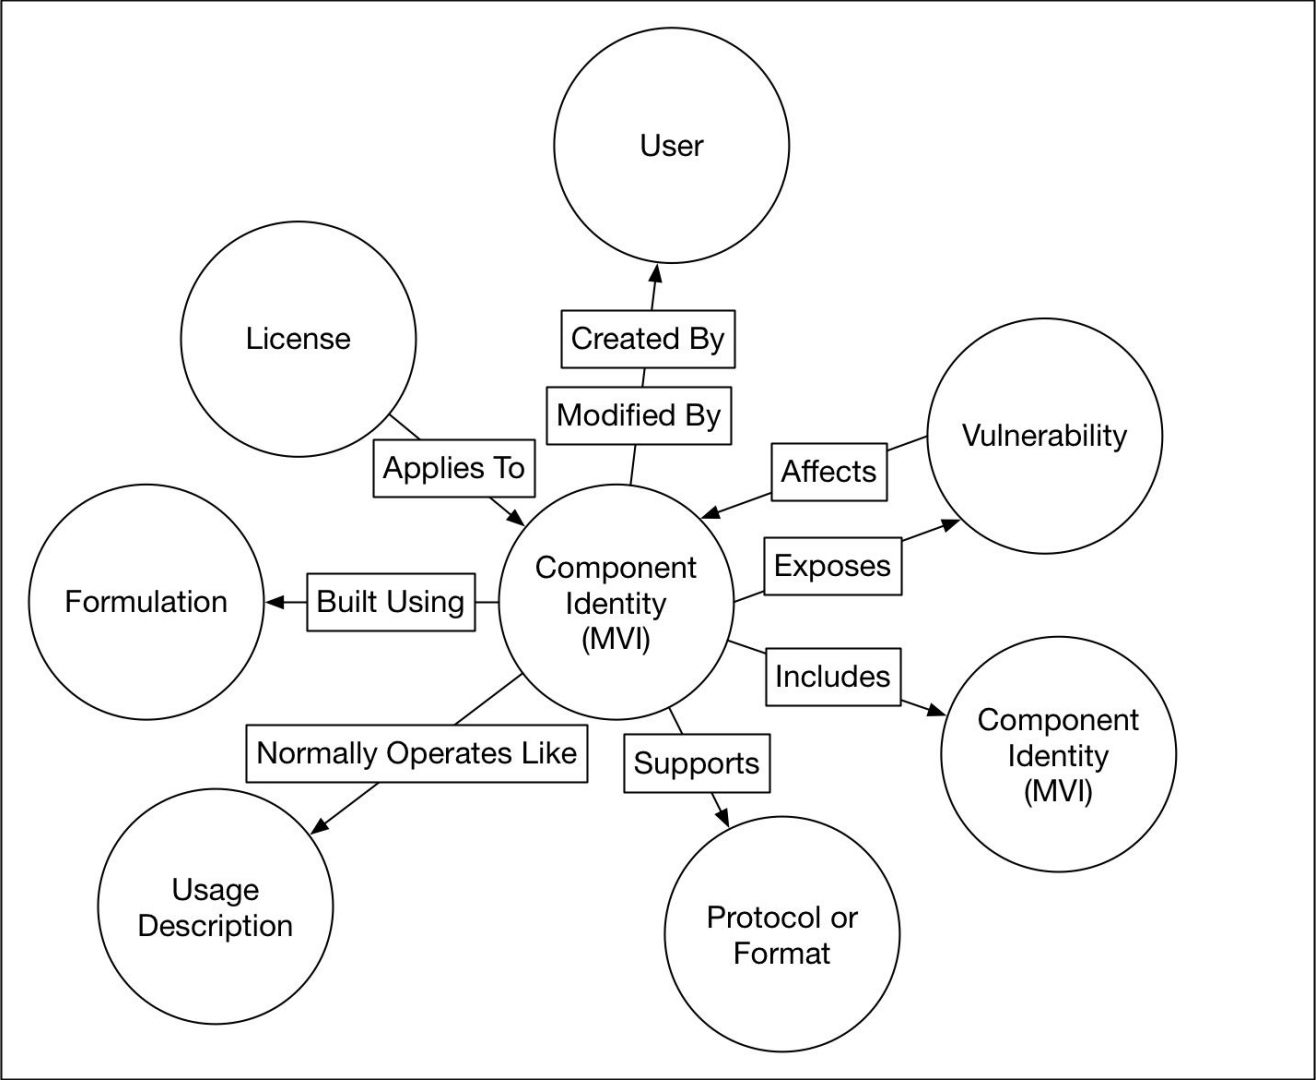 User
License
Created By
Modified By
Vulnerability
Applies To
Affects
Exposes
Component
Identity
(MVI)
Formulation
Built Using
Includes
Component
Identity
(MVI)
Normally Operates Like
Supports
Usage
Description
Protocol or
Format